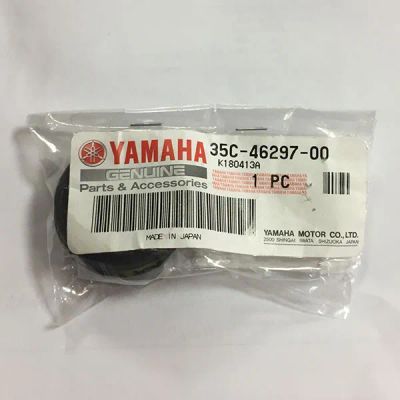 YAMAHA
GENUINE
Parts & Accessories
35C-46297-00
K180413A
1 PC
MADE IN JAPAN
YAMAHA MOTOR CO., LTD.
2500 SHINGAI IWATA SHIZUOKA JAPAN